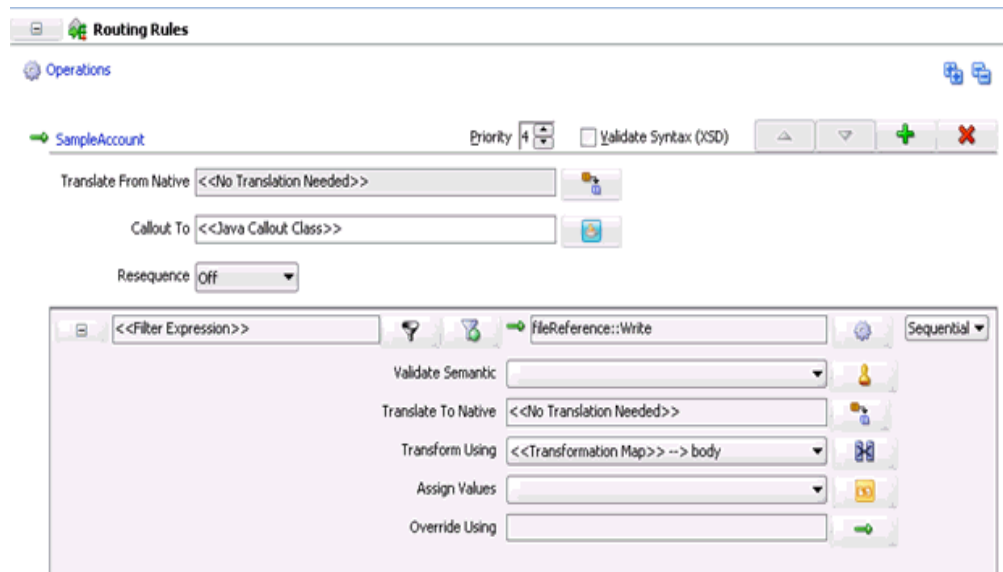 Routing Rules
Operations
SampleAccount Priority 4 Validate Syntax (XSD)
Translate From Native <<No Translation Needed>>
Callout To <<Java Callout Class>>
Resequence Off
<<Filter Expression>> fileReference::Write Sequential
Validate Semantic
Translate To Native <<No Translation Needed>>
Transform Using <<Transformation Map>> --> body
Assign Values
Override Using